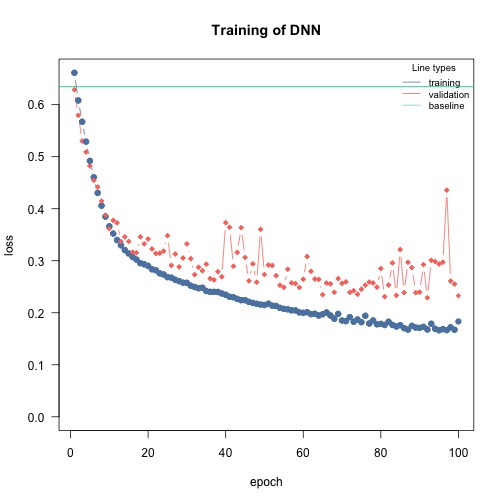 Training of DNN
Line types
training
validation
baseline
loss
0.6
0.5
0.4
0.3
0.2
0.1
0.0
0 20 40 60 80 100
epoch